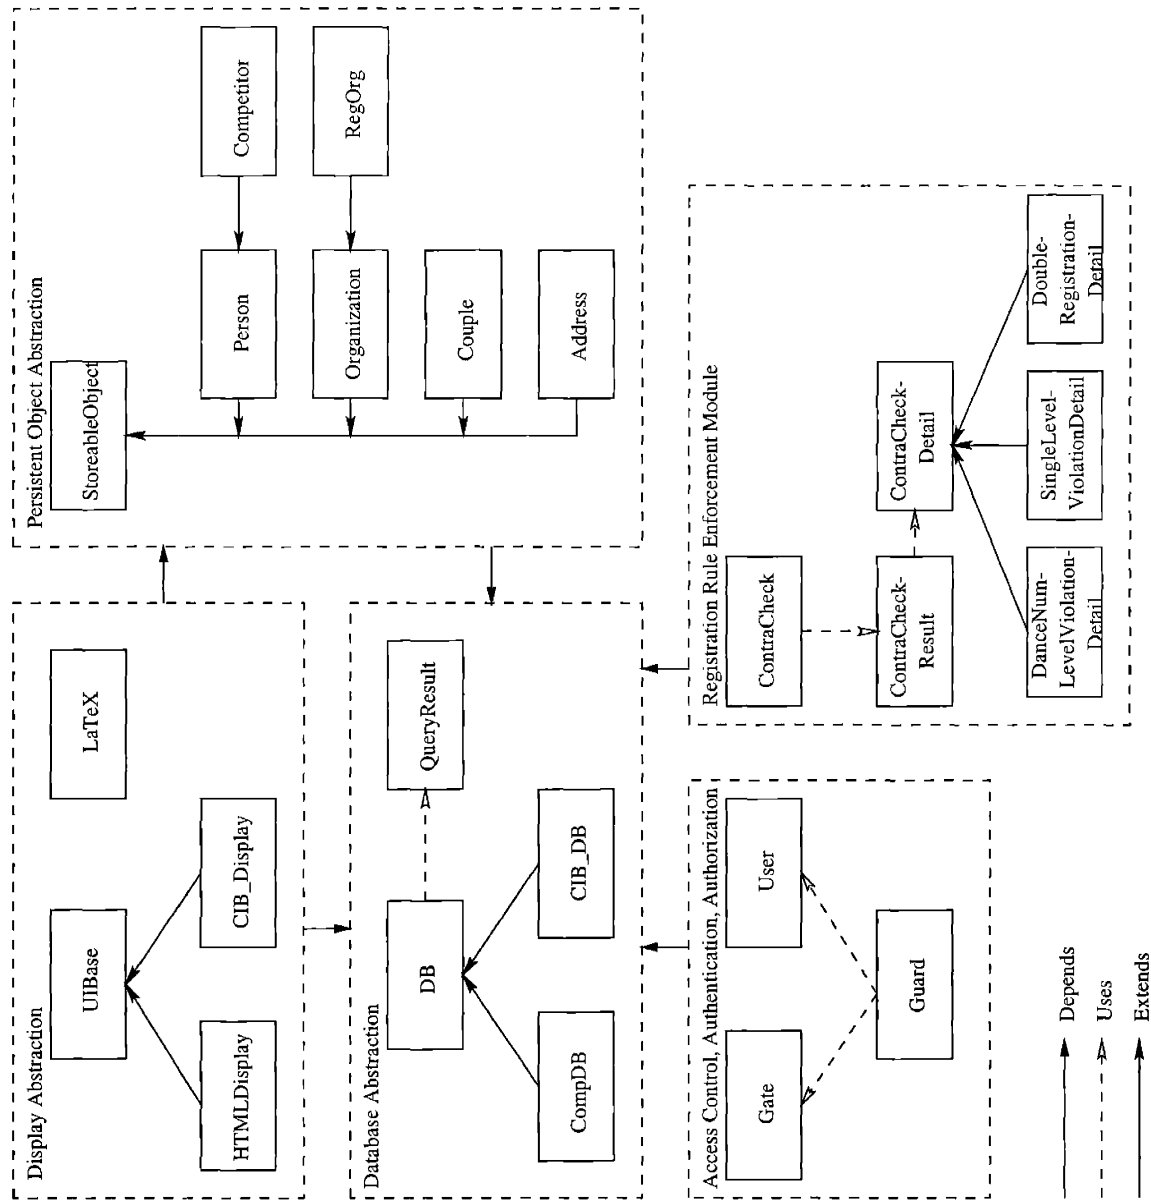 Display Abstraction
UIBase
LaTeX
HTMLDisplay
CIB_Display
Persistent Object Abstraction
StoreableObject
Person
Competitor
Organization
RegOrg
Couple
Address
Database Abstraction
DB
QueryResult
CompDB
CIB_DB
Access Control, Authentication, Authorization
Gate
User
Guard
Registration Rule Enforcement Module
ContraCheck
ContraCheck-
Result
ContraCheck-
Detail
DanceNum-
LevelViolation-
Detail
SingleLevel-
ViolationDetail
Double-
Registration-
Detail
Depends
Uses
Extends